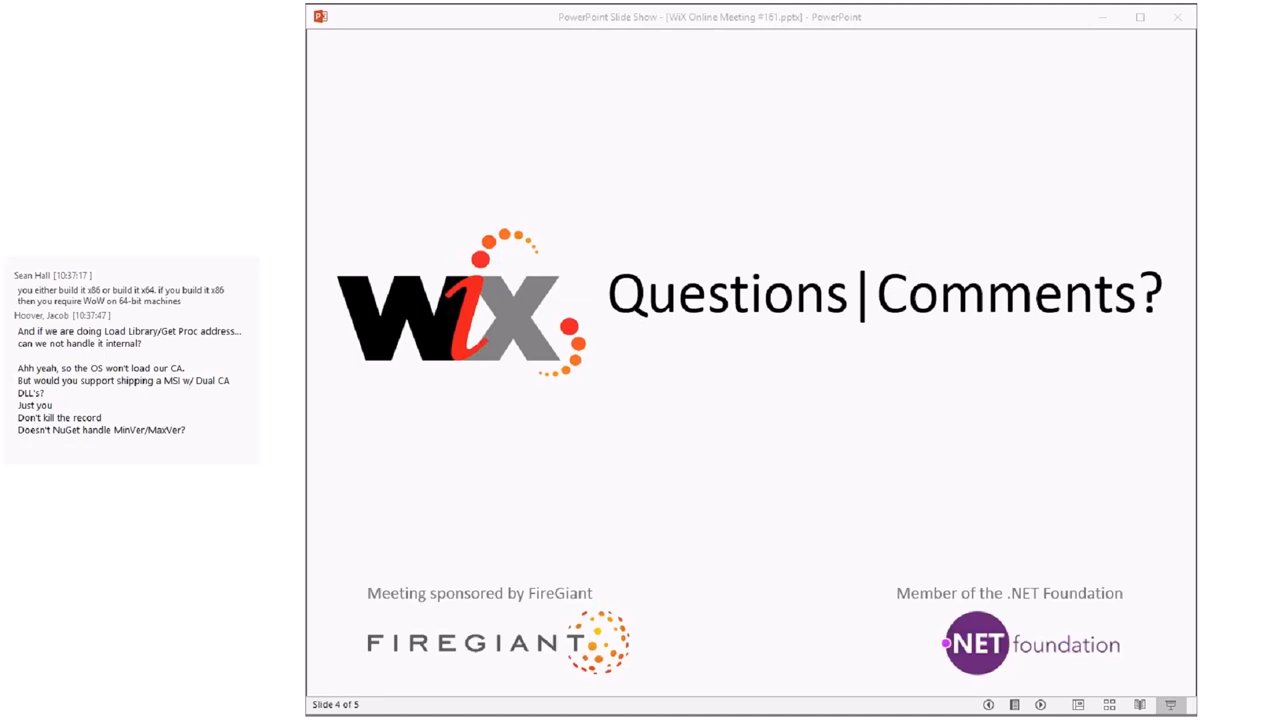 PowerPoint Slide Show - [WiX Online Meeting #161.pptx] - PowerPoint
Sean Hall [10:37:17 ]
you either build it x86 or build it x64. if you build it x86
then you require WoW on 64-bit machines
Hoover, Jacob [10:37:47 ]
And if we are doing Load Library/Get Proc address...
can we not handle it internal?
Ahh yeah, so the OS won't load our CA.
But would you support shipping a MSI w/ Dual CA
DLL's?
Just you
Don't kill the record
Doesn't NuGet handle MinVer/MaxVer?
WiX
Questions|Comments?
Meeting sponsored by FireGiant
FIREGIANT
Member of the .NET Foundation
.NET foundation
Slide 4 of 5